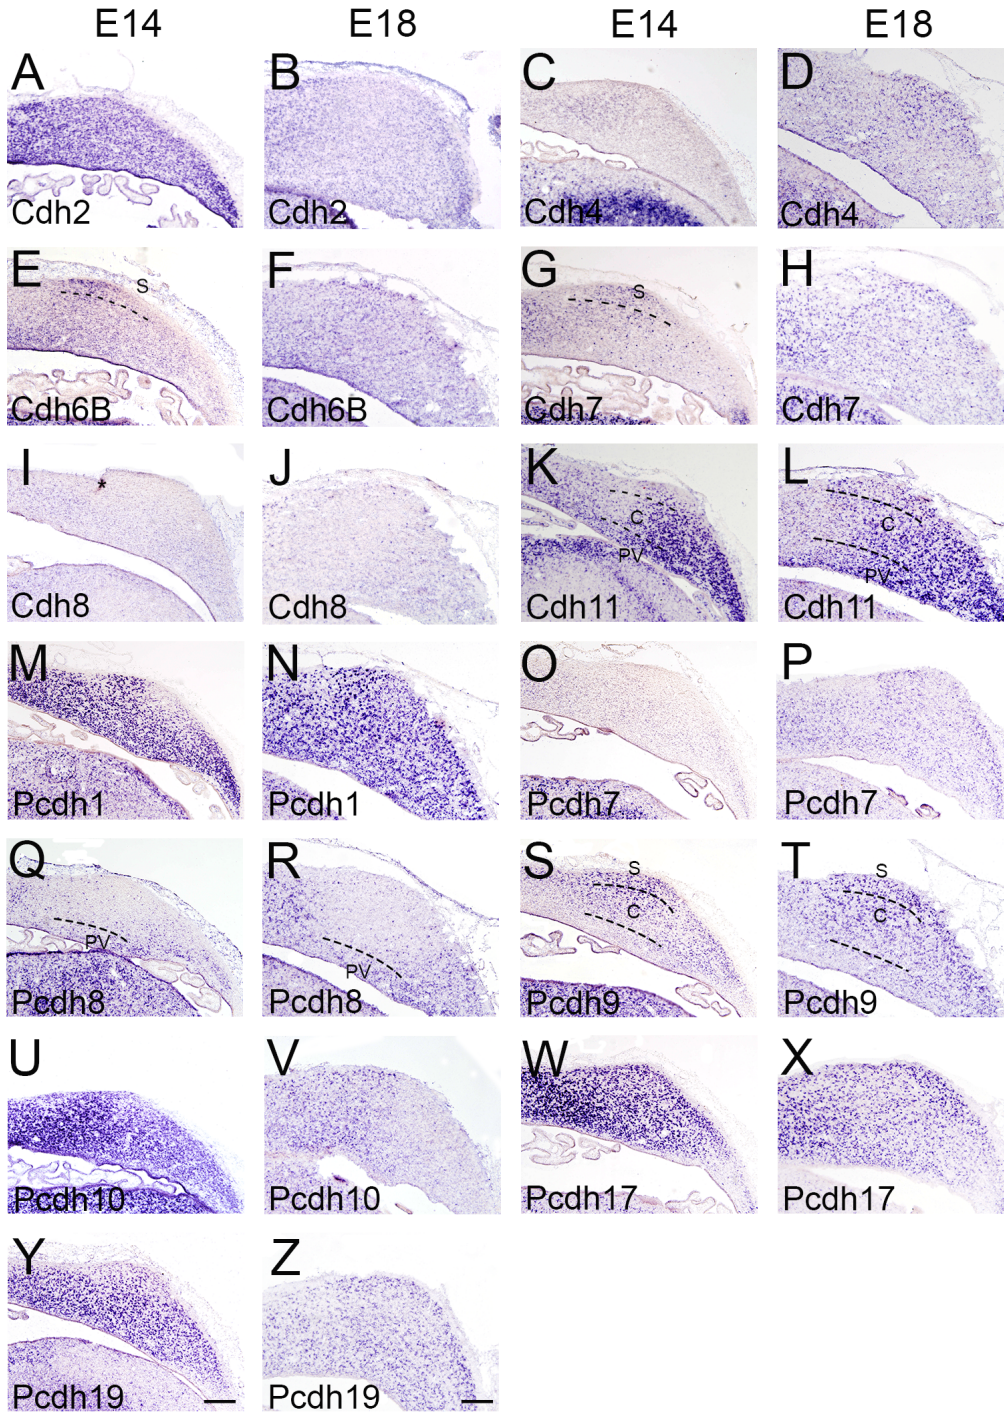 E14 E18 E14 E18
A B C D
Cdh2 Cdh2 Cdh4 Cdh4
E F G H
S S
Cdh6B Cdh6B Cdh7 Cdh7
I J K L
*
C C
PV PV
Cdh8 Cdh8 Cdh11 Cdh11
M N O P
Pcdh1 Pcdh1 Pcdh7 Pcdh7
Q R S T
S S
C C
PV PV
Pcdh8 Pcdh8 Pcdh9 Pcdh9
U V W X
Pcdh10 Pcdh10 Pcdh17 Pcdh17
Y Z
Pcdh19 Pcdh19